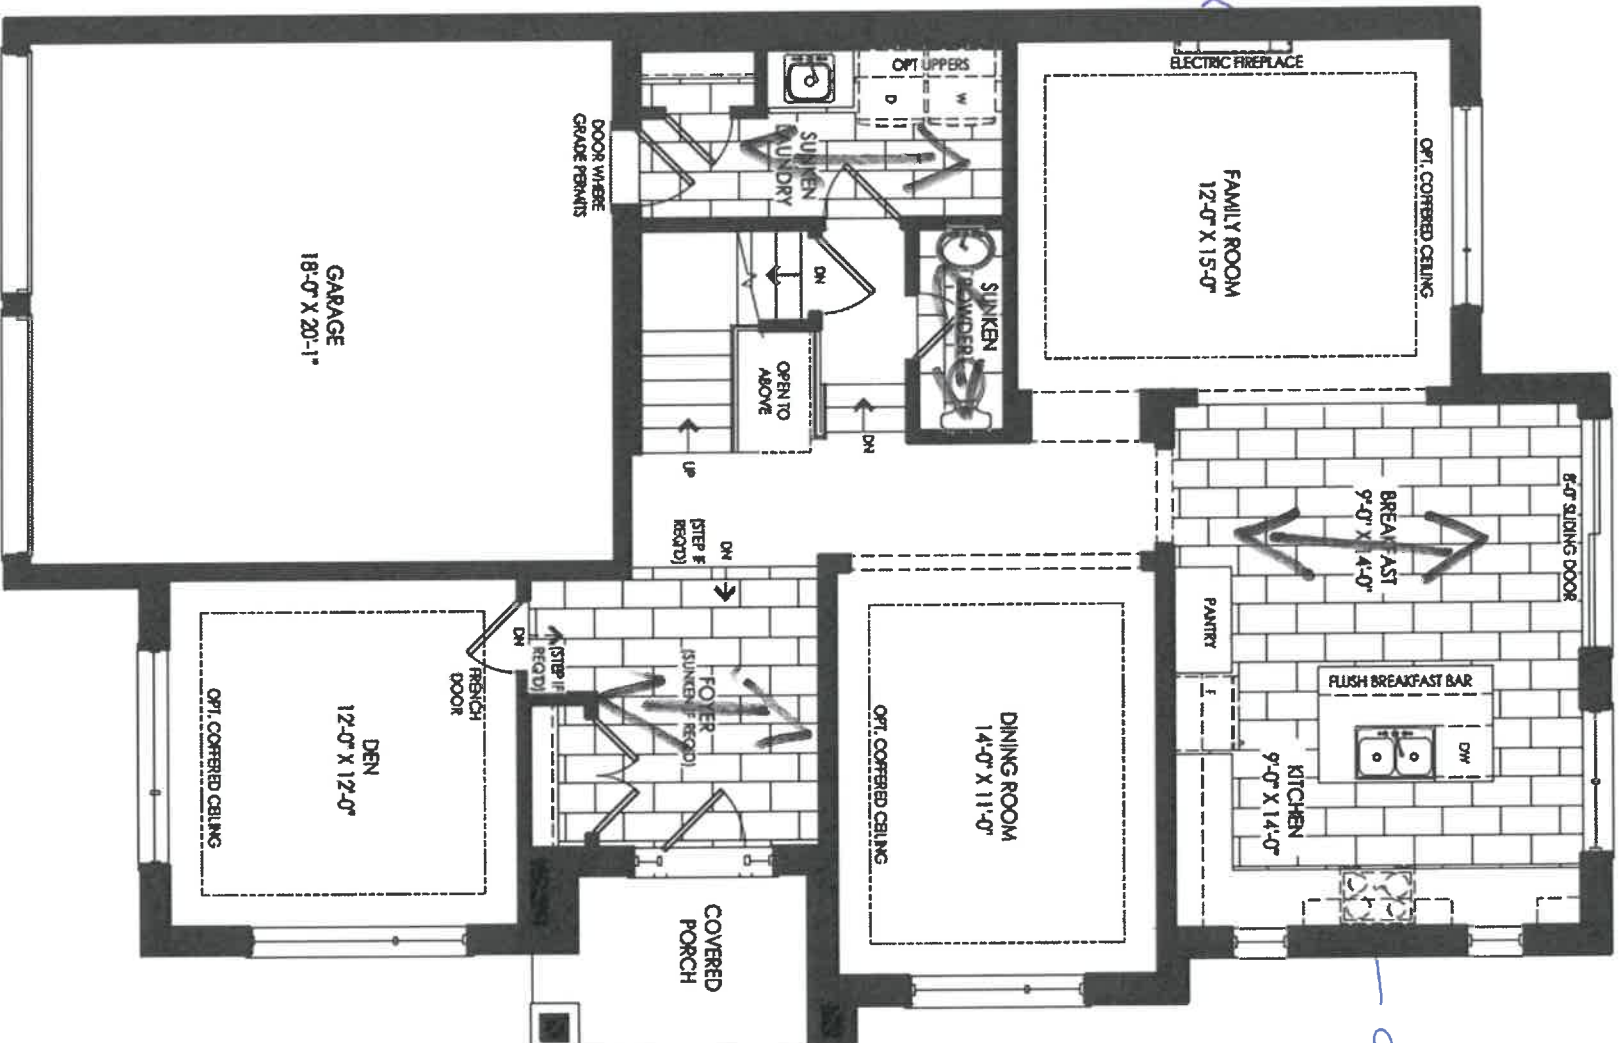 ELECTRIC FIREPLACE
OPT. COFFERED CEILING
FAMILY ROOM
12'-0" X 15'-0"
OPT UPPERS
D
W
SUNKEN
LAUNDRY
DOOR WHERE
GRADE PERMITS
GARAGE
18'-0" X 20'-1"
DN
SUNKEN
POWDER
OPEN TO
ABOVE
DN
UP
8'-0" SLIDING DOOR
BREAKFAST
9'-0" X 14'-0"
PANTRY
F
FLUSH BREAKFAST BAR
DW
KITCHEN
9'-0" X 14'-0"
DN
(STEP IF
REQ'D)
FOYER
(SUNKEN IF REQ'D)
DN
(STEP IF
REQ'D)
FRENCH
DOOR
DEN
12'-0" X 12'-0"
OPT. COFFERED CEILING
DINING ROOM
14'-0" X 11'-0"
OPT. COFFERED CEILING
COVERED
PORCH